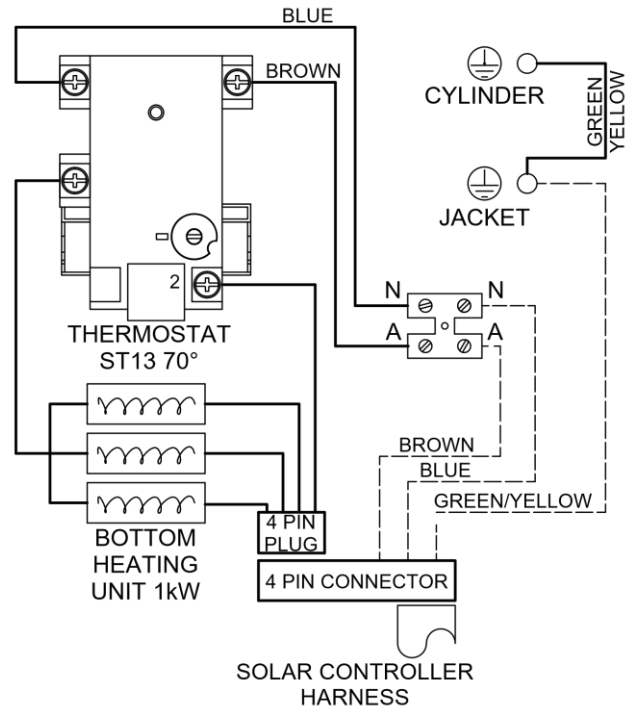 BLUE
BROWN
CYLINDER
GREEN
YELLOW
JACKET
2
N N
A A
THERMOSTAT
ST13 70°
BROWN
BLUE
GREEN/YELLOW
4 PIN
PLUG
BOTTOM
HEATING
UNIT 1kW
4 PIN CONNECTOR
SOLAR CONTROLLER
HARNESS